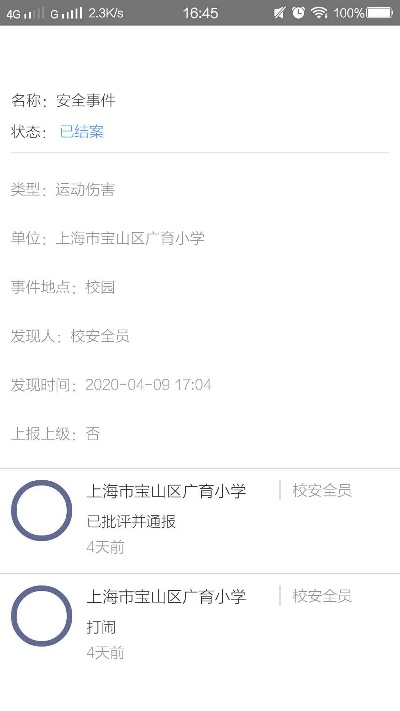 4G G 2.3K/s 16:45 100%
名称：安全事件
状态：已结案
类型：运动伤害
单位：上海市宝山区广育小学
事件地点：校园
发现人：校安全员
发现时间：2020-04-09 17:04
上报上级：否
上海市宝山区广育小学 校安全员
已批评并通报
4天前
上海市宝山区广育小学 校安全员
打闹
4天前